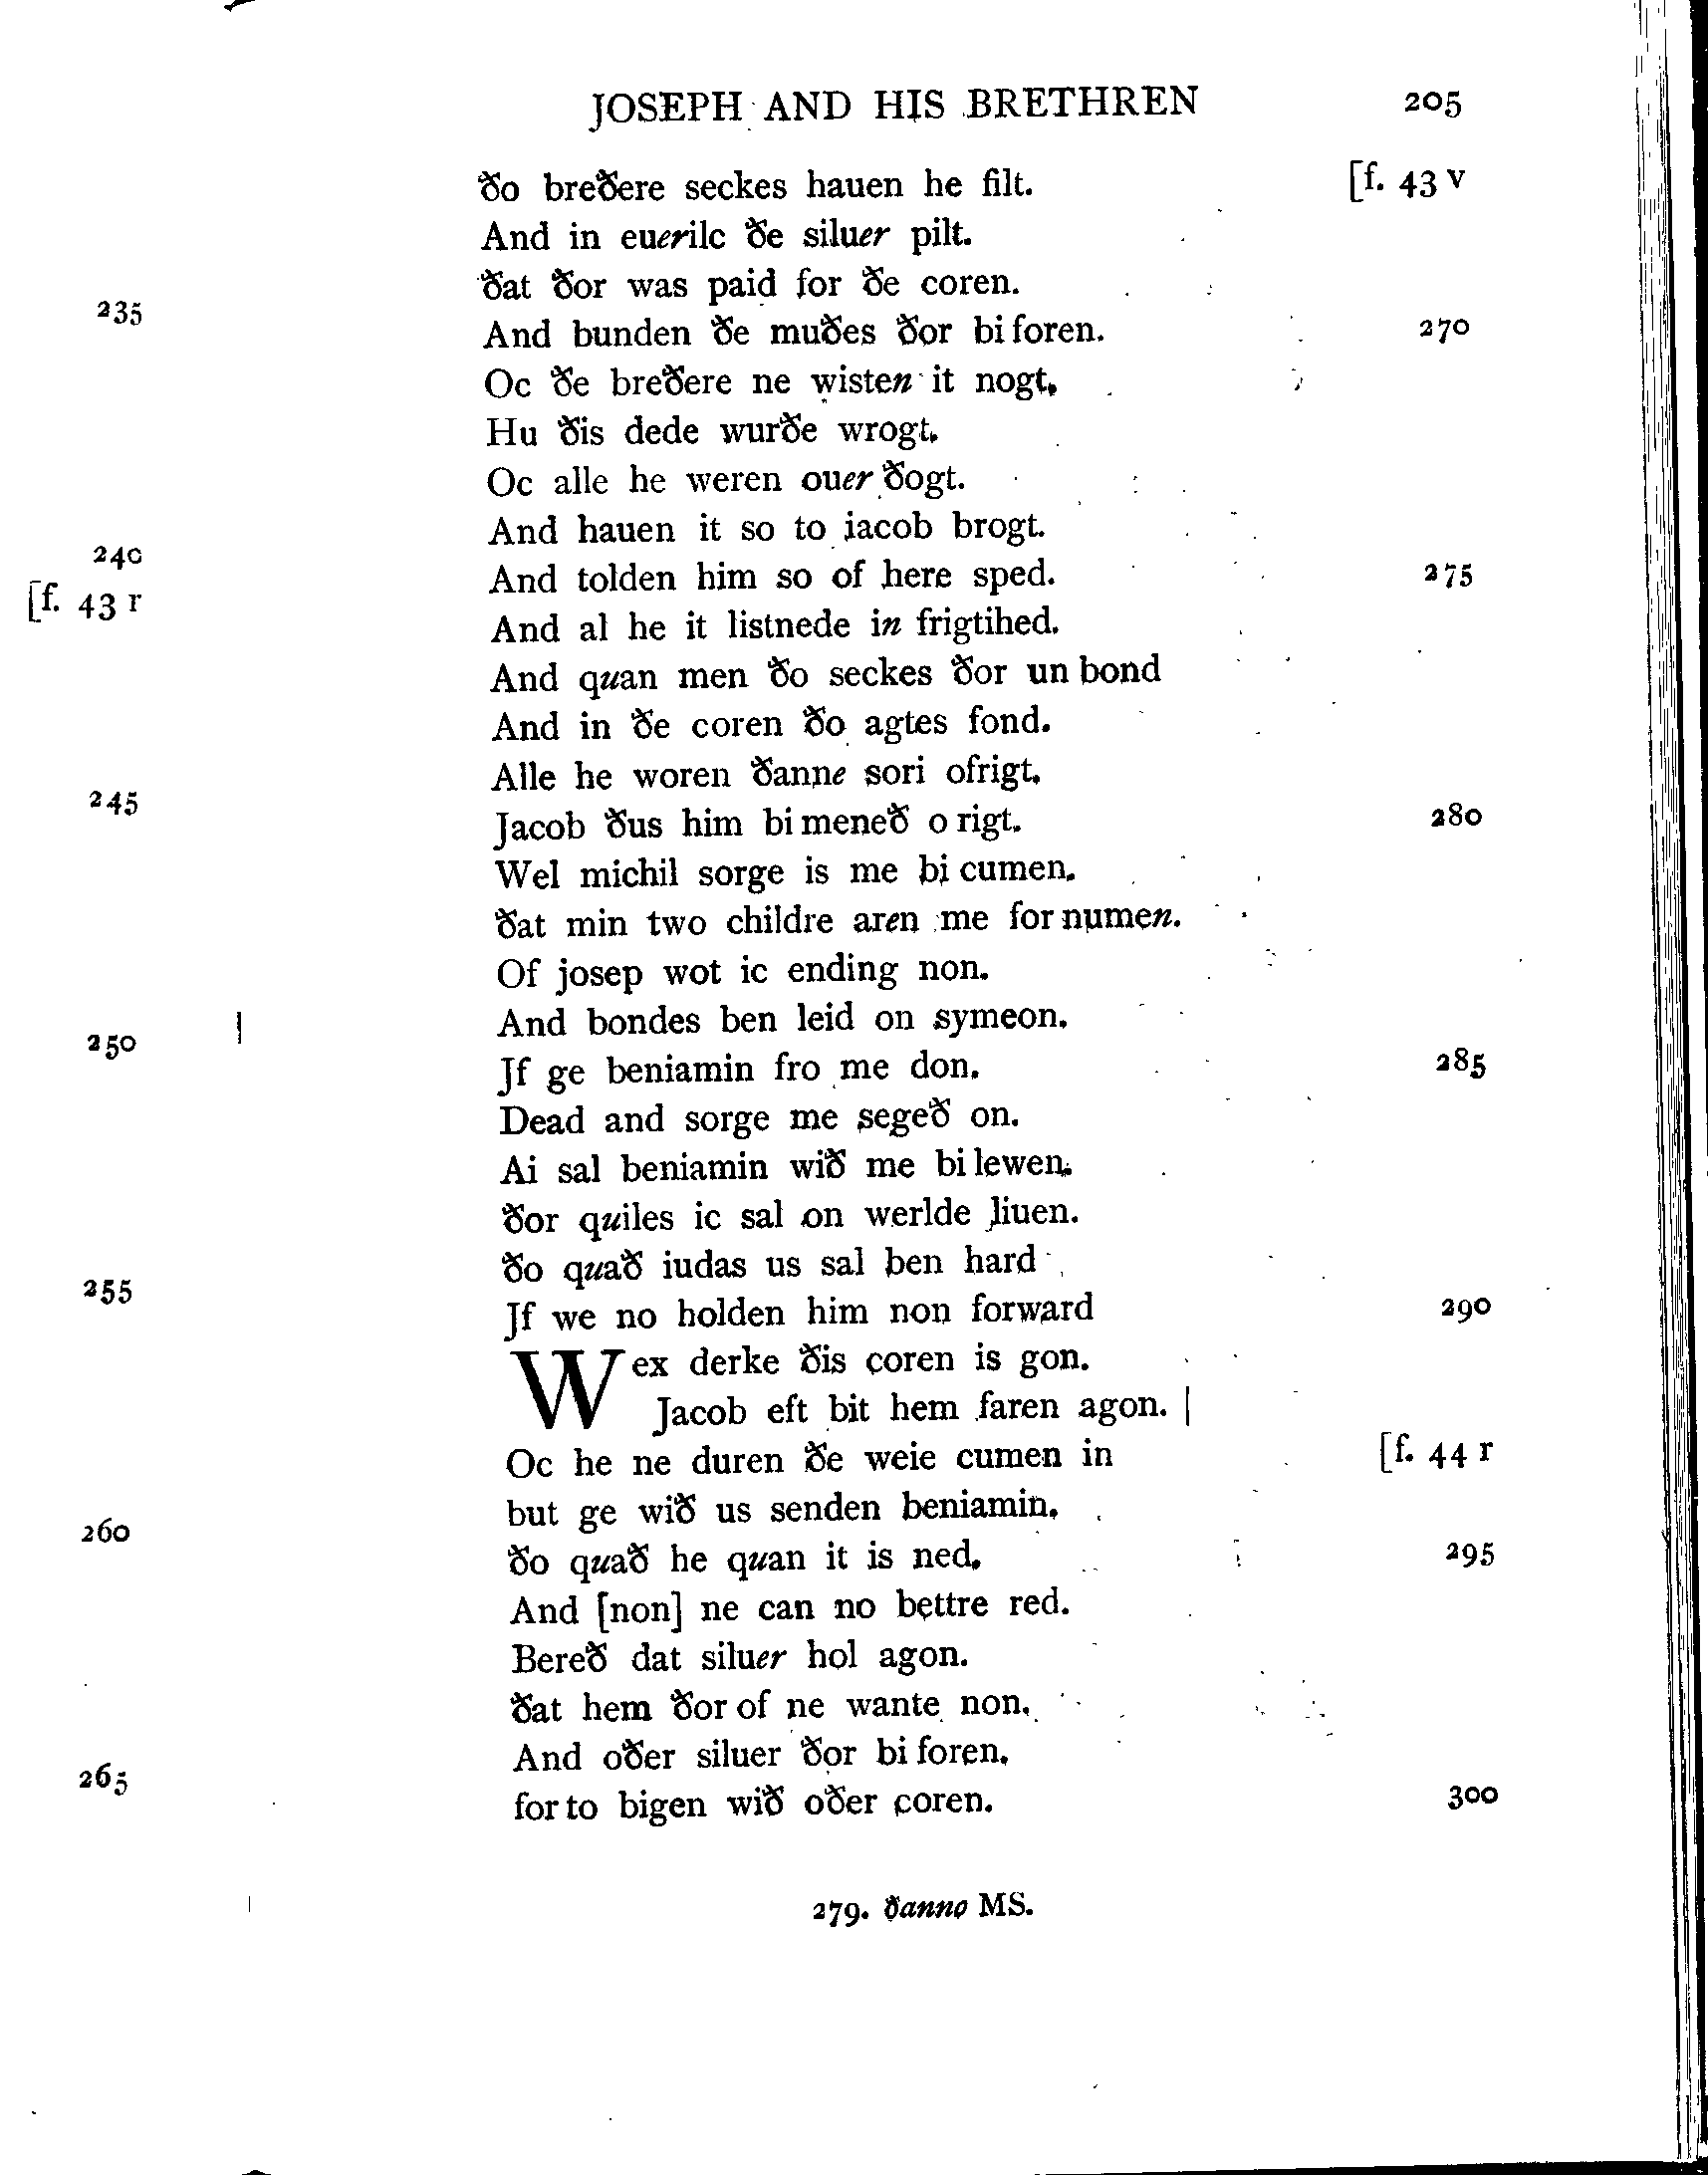 JOSEPH AND HIS BRETHREN 205
ðo breðere seckes hauen he filt. [f. 43 v
And in euerilc ðe siluer pilt.
ðat ðor was paid for ðe coren.
235
And bunden ðe muðes ðor bi foren. 270
Oc ðe breðere ne wisten it nogt.
Hu ðis dede wurðe wrogt.
Oc alle he weren ouer ðogt.
And hauen it so to iacob brogt.
240
And tolden him so of here sped. 275
[f. 43 r
And al he it listnede in frigtihed.
And quan men ðo seckes ðor un bond
And in ðe coren ðo agtes fond.
Alle he woren ðanne sori ofrigt.
245
Jacob ðus him bi meneð o rigt. 280
Wel michil sorge is me bi cumen.
ðat min two childre aren me for numen.
Of josep wot ic ending non.
And bondes ben leid on symeon.
250 |
Jf ge beniamin fro me don. 285
Dead and sorge me segeð on.
Ai sal beniamin wið me bi lewen.
ðor quiles ic sal on werlde liuen.
ðo quað iudas us sal ben hard
255
Jf we no holden him non forward 290
Wex derke ðis coren is gon.
Jacob eft bit hem faren agon. |
Oc he ne duren ðe weie cumen in [f. 44 r
but ge wið us senden beniamin.
260
ðo quað he quan it is ned. 295
And [non] ne can no bettre red.
Bereð dat siluer hol agon.
ðat hem ðor of ne wante non.
And oðer siluer ðor bi foren.
265
for to bigen wið oðer coren. 300
279. ðanno MS.